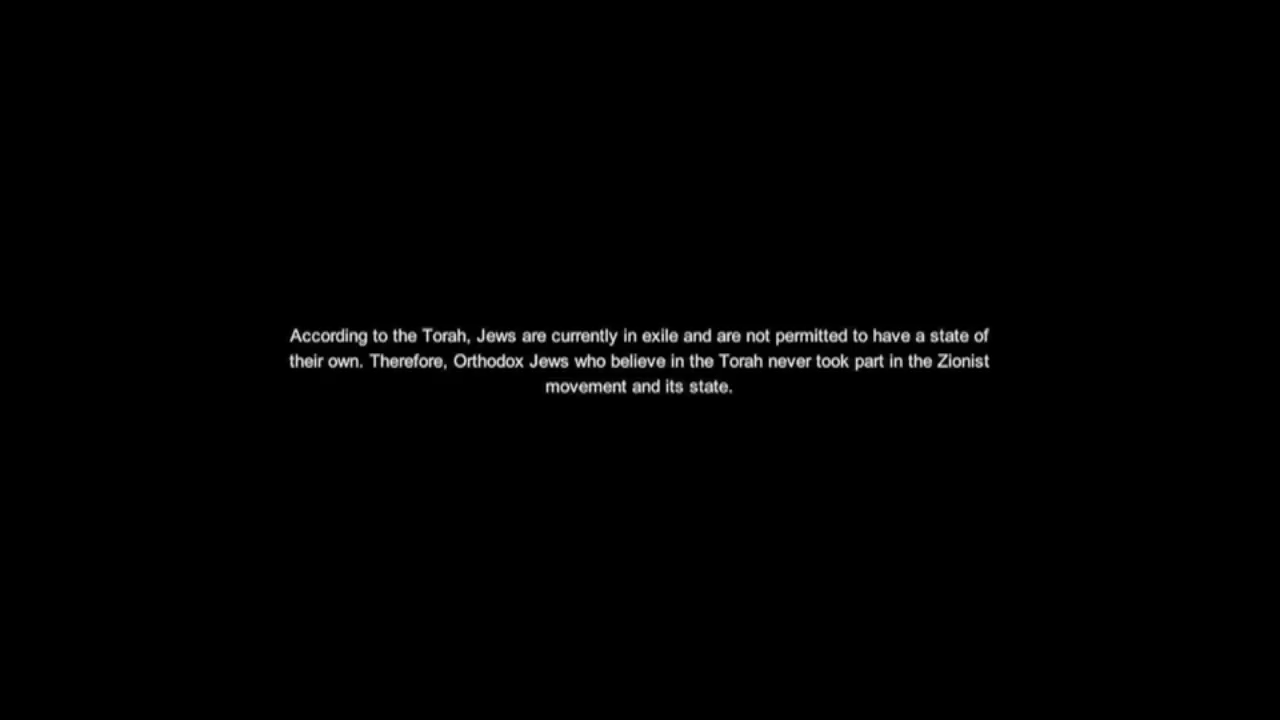 According to the Torah, Jews are currently in exile and are not permitted to have a state of
their own. Therefore, Orthodox Jews who believe in the Torah never took part in the Zionist
movement and its state.